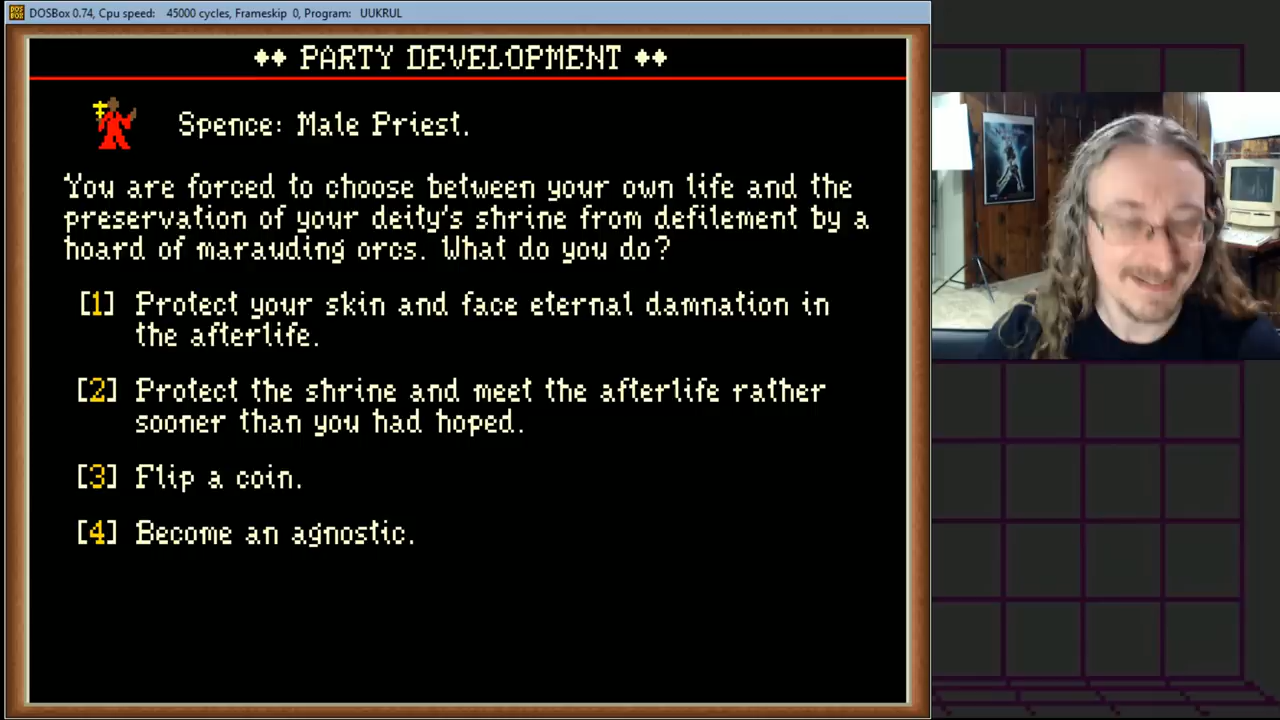 DOSBox 0.74, Cpu speed: 45000 cycles, Frameskip 0, Program: UUKRUL
PARTY DEVELOPMENT
Spence: Male Priest.
You are forced to choose between your own life and the
preservation of your deity's shrine from defilement by a
hoard of marauding orcs. What do you do?
[1] Protect your skin and face eternal damnation in
the afterlife.
[2] Protect the shrine and meet the afterlife rather
sooner than you had hoped.
[3] Flip a coin.
[4] Become an agnostic.